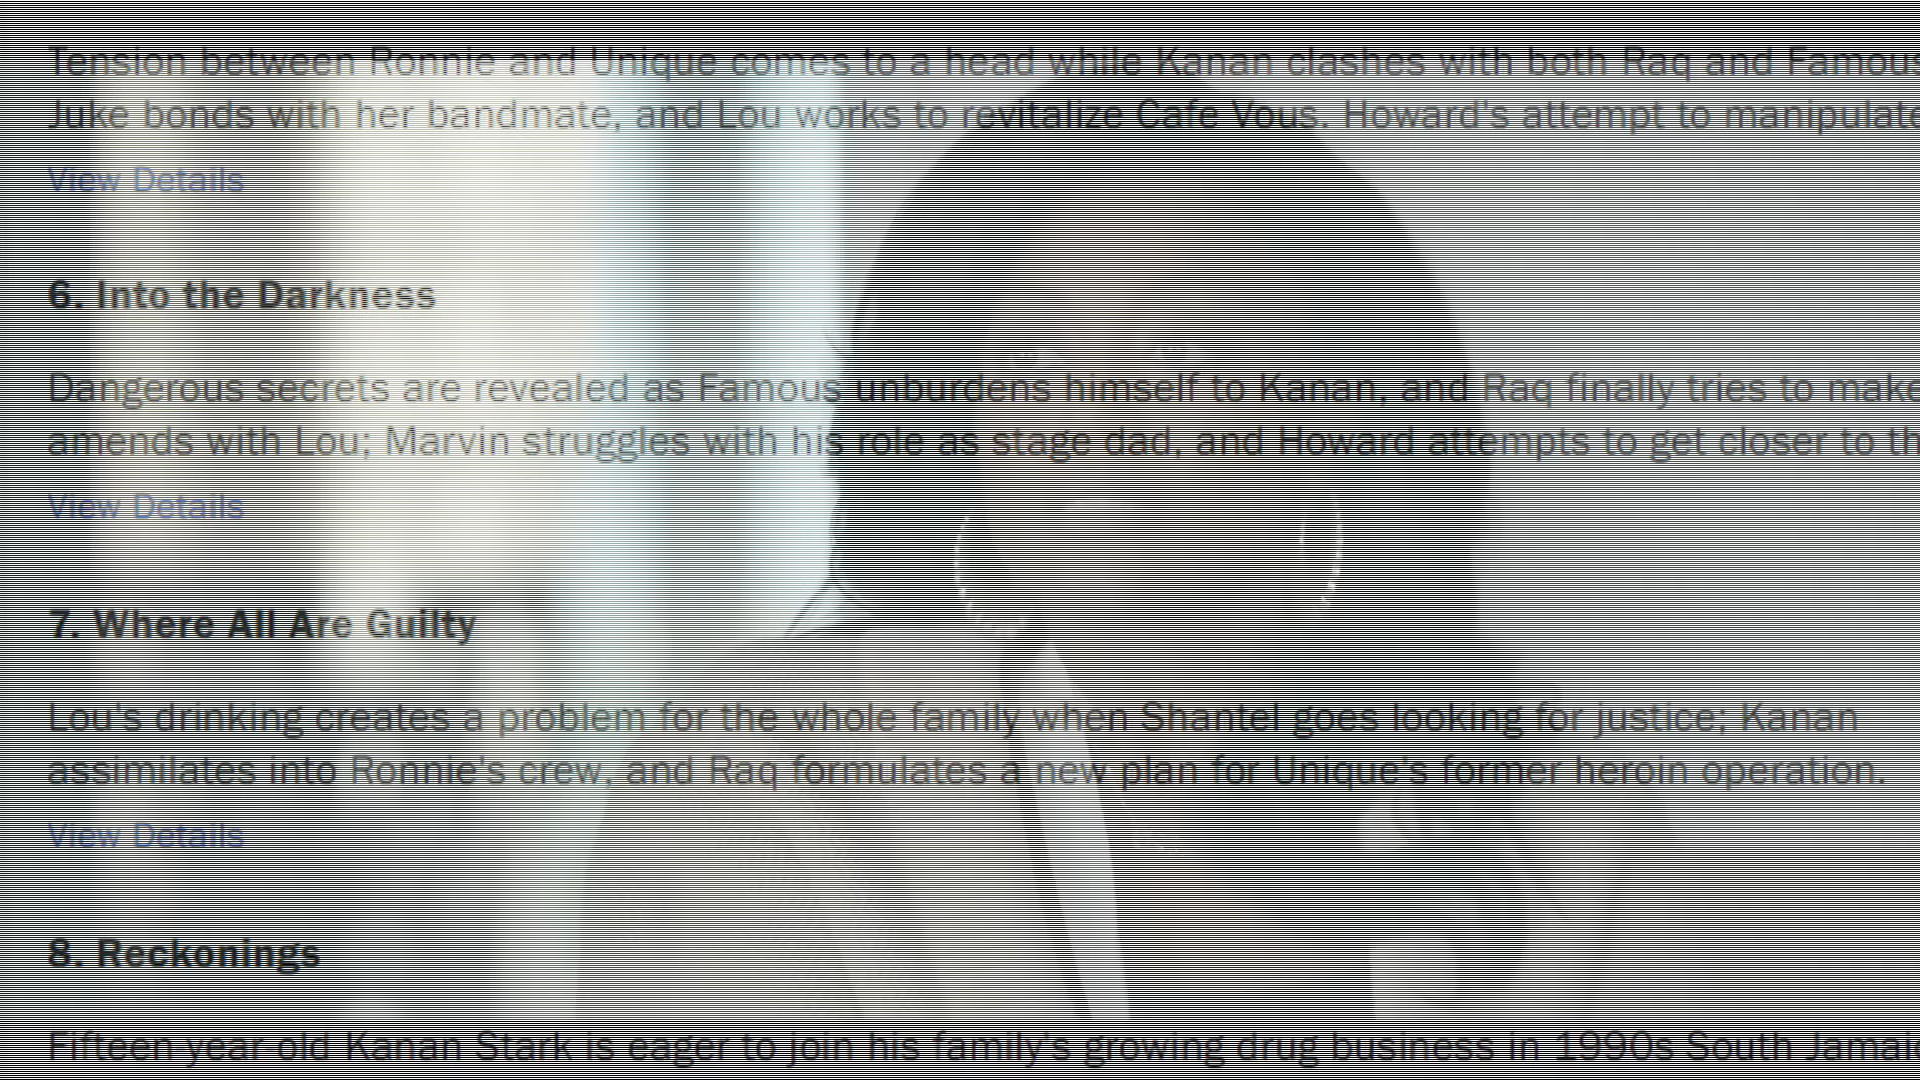 Tension between Ronnie and Unique comes to a head while Kanan clashes with both Raq and Famous
Juke bonds with her bandmate, and Lou works to revitalize Cafe Vous. Howard's attempt to manipulate
View Details
6. Into the Darkness
Dangerous secrets are revealed as Famous unburdens himself to Kanan, and Raq finally tries to make
amends with Lou; Marvin struggles with his role as stage dad, and Howard attempts to get closer to th
View Details
7. Where All Are Guilty
Lou's drinking creates a problem for the whole family when Shantel goes looking for justice; Kanan
assimilates into Ronnie's crew, and Raq formulates a new plan for Unique's former heroin operation.
View Details
8. Reckonings
Fifteen year old Kanan Stark is eager to join his family's growing drug business in 1990s South Jamaic